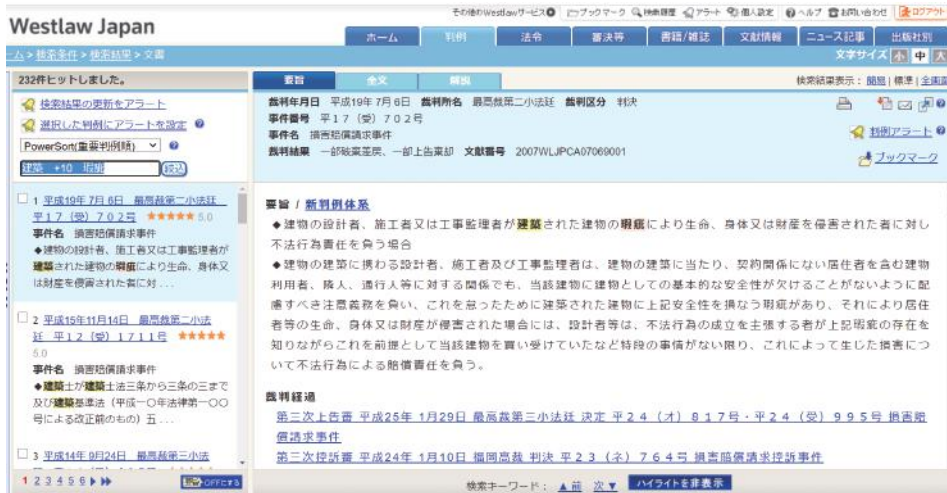 その他のWestlawサービス
ブックマーク 検索履歴 アラート 個人設定 ヘルプ お問い合わせ ログアウト
Westlaw Japan
ホーム 判例 法令 審決等 書籍/雑誌 文献情報 ニュース記事 出版社別
ム > 検索条件 > 検索結果 > 文書
文字サイズ 小 中 大
232件ヒットしました。
検索結果の更新をアラート
選択した判例にアラートを設定
PowerSort(重要判例順)
建築 +10 瑕疵
絞込
1 平成19年 7月 6日 最高裁第二小法廷
平17（受）702号 ★★★★★ 5.0
事件名 損害賠償請求事件
◆建物の設計者、施工者又は工事監理者が
建築された建物の瑕疵により生命、身体又
は財産を侵害された者に対 ...
2 平成15年11月14日 最高裁第二小法
廷 平12（受）1711号 ★★★★★
5.0
事件名 損害賠償請求事件
◆建築士が建築士法三条から三条の三まで
及び建築基準法（平成一〇年法律第一〇〇
号による改正前のもの）五 ...
3 平成14年 9月24日 最高裁第三小法
1 2 3 4 5 6
OFFにする
要旨 全文 解説
検索結果表示： 簡易 | 標準 | 全画面
裁判年月日 平成19年 7月 6日 裁判所名 最高裁第二小法廷 裁判区分 判決
事件番号 平17（受）702号
事件名 損害賠償請求事件
裁判結果 一部破棄差戻、一部上告棄却 文献番号 2007WLJPCA07069001
判例アラート
ブックマーク
要旨 / 新判例体系
◆建物の設計者、施工者又は工事監理者が建築された建物の瑕疵により生命、身体又は財産を侵害された者に対し
不法行為責任を負う場合
◆建物の建築に携わる設計者、施工者及び工事監理者は、建物の建築に当たり、契約関係にない居住者を含む建物
利用者、隣人、通行人等に対する関係でも、当該建物に建物としての基本的な安全性が欠けることがないように配
慮すべき注意義務を負い、これを怠ったために建築された建物に上記安全性を損なう瑕疵があり、それにより居住
者等の生命、身体又は財産が侵害された場合には、設計者等は、不法行為の成立を主張する者が上記瑕疵の存在を
知りながらこれを前提として当該建物を買い受けていたなど特段の事情がない限り、これによって生じた損害につ
いて不法行為による賠償責任を負う。
裁判経過
第三次上告審 平成25年 1月29日 最高裁第三小法廷 決定 平24（オ）817号・平24（受）995号 損害賠
償請求事件
第三次控訴審 平成24年 1月10日 福岡高裁 判決 平23（ネ）764号 損害賠償請求控訴事件
検索キーワード： ▲前 次▼ ハイライトを非表示